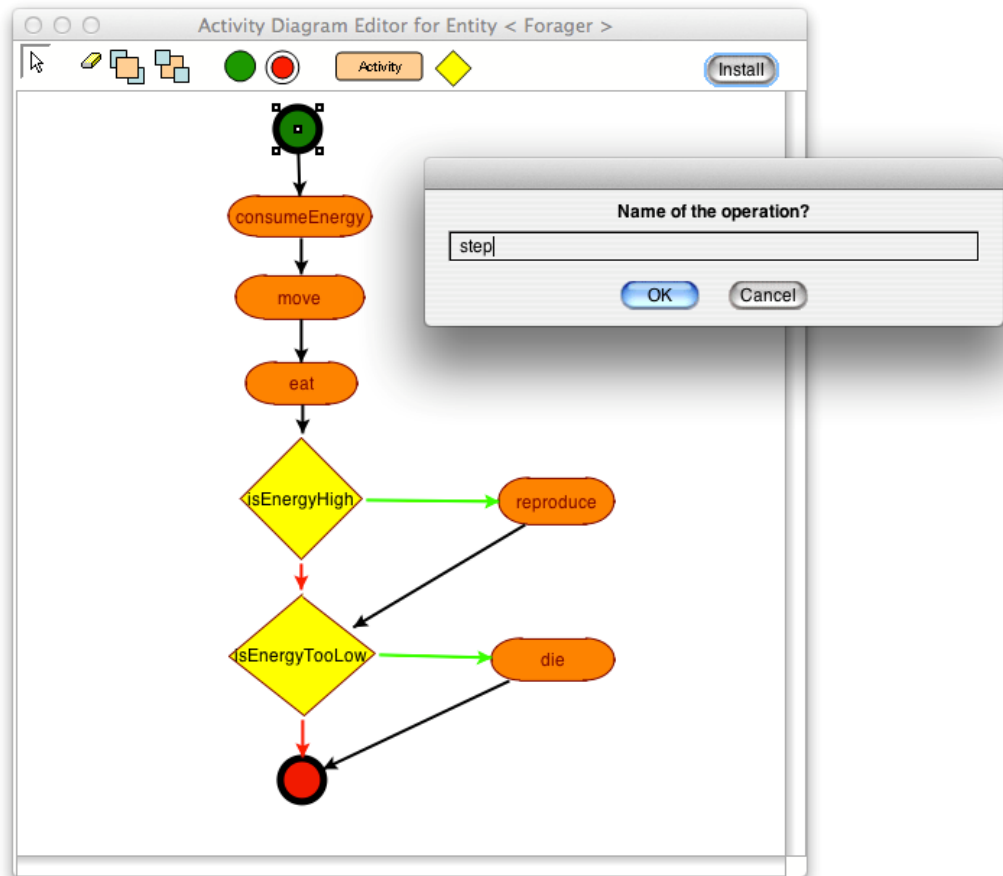 Activity Diagram Editor for Entity < Forager >
Activity
Install
consumeEnergy
Name of the operation?
step
OK
Cancel
move
eat
isEnergyHigh
reproduce
isEnergyTooLow
die